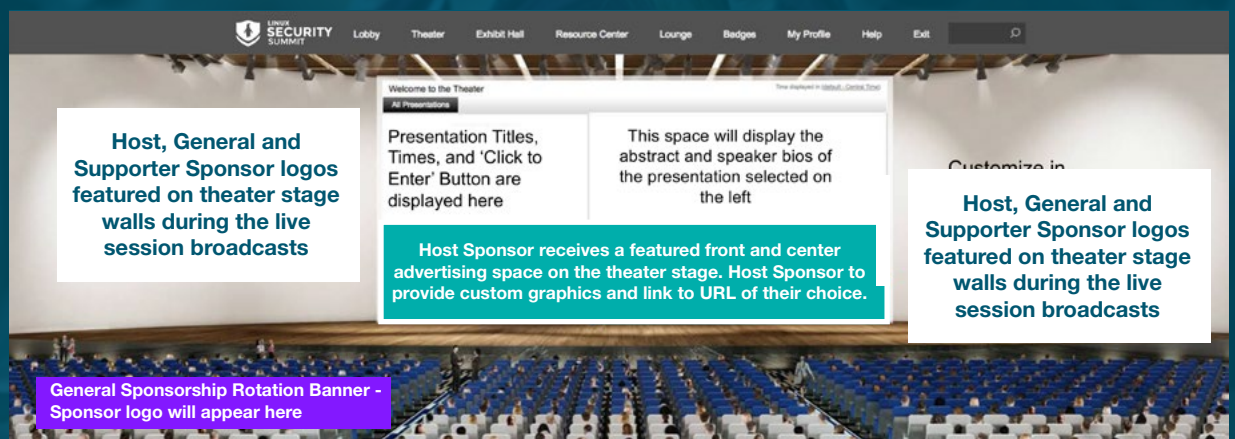 LINUX
SECURITY
SUMMIT
Lobby Theater Exhibit Hall Resource Center Lounge Badges My Profile Help Exit
Welcome to the Theater
Time displayed in (default - Central Time)
All Presentations
Host, General and
Supporter Sponsor logos
featured on theater stage
walls during the live
session broadcasts
Presentation Titles,
Times, and ‘Click to
Enter’ Button are
displayed here
This space will display the
abstract and speaker bios of
the presentation selected on
the left
Customize in
Host, General and
Supporter Sponsor logos
featured on theater stage
walls during the live
session broadcasts
Host Sponsor receives a featured front and center
advertising space on the theater stage. Host Sponsor to
provide custom graphics and link to URL of their choice.
General Sponsorship Rotation Banner -
Sponsor logo will appear here